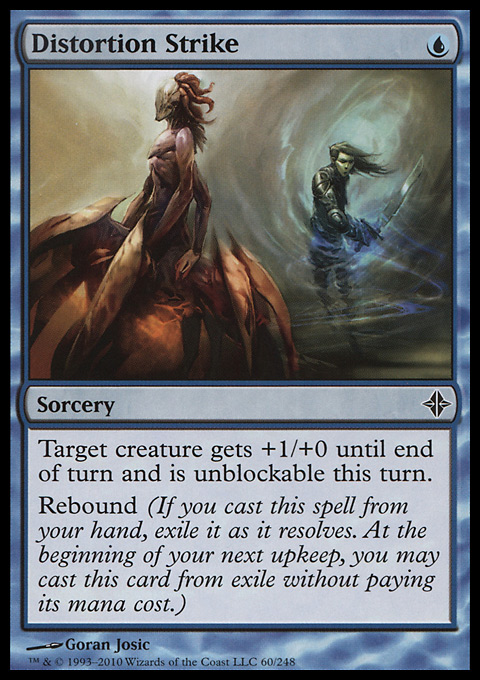 Distortion Strike
Sorcery
Target creature gets +1/+0 until end
of turn and is unblockable this turn.
Rebound (If you cast this spell from
your hand, exile it as it resolves. At the
beginning of your next upkeep, you may
cast this card from exile without paying
its mana cost.)
Goran Josic
™ & © 1993–2010 Wizards of the Coast LLC 60/248